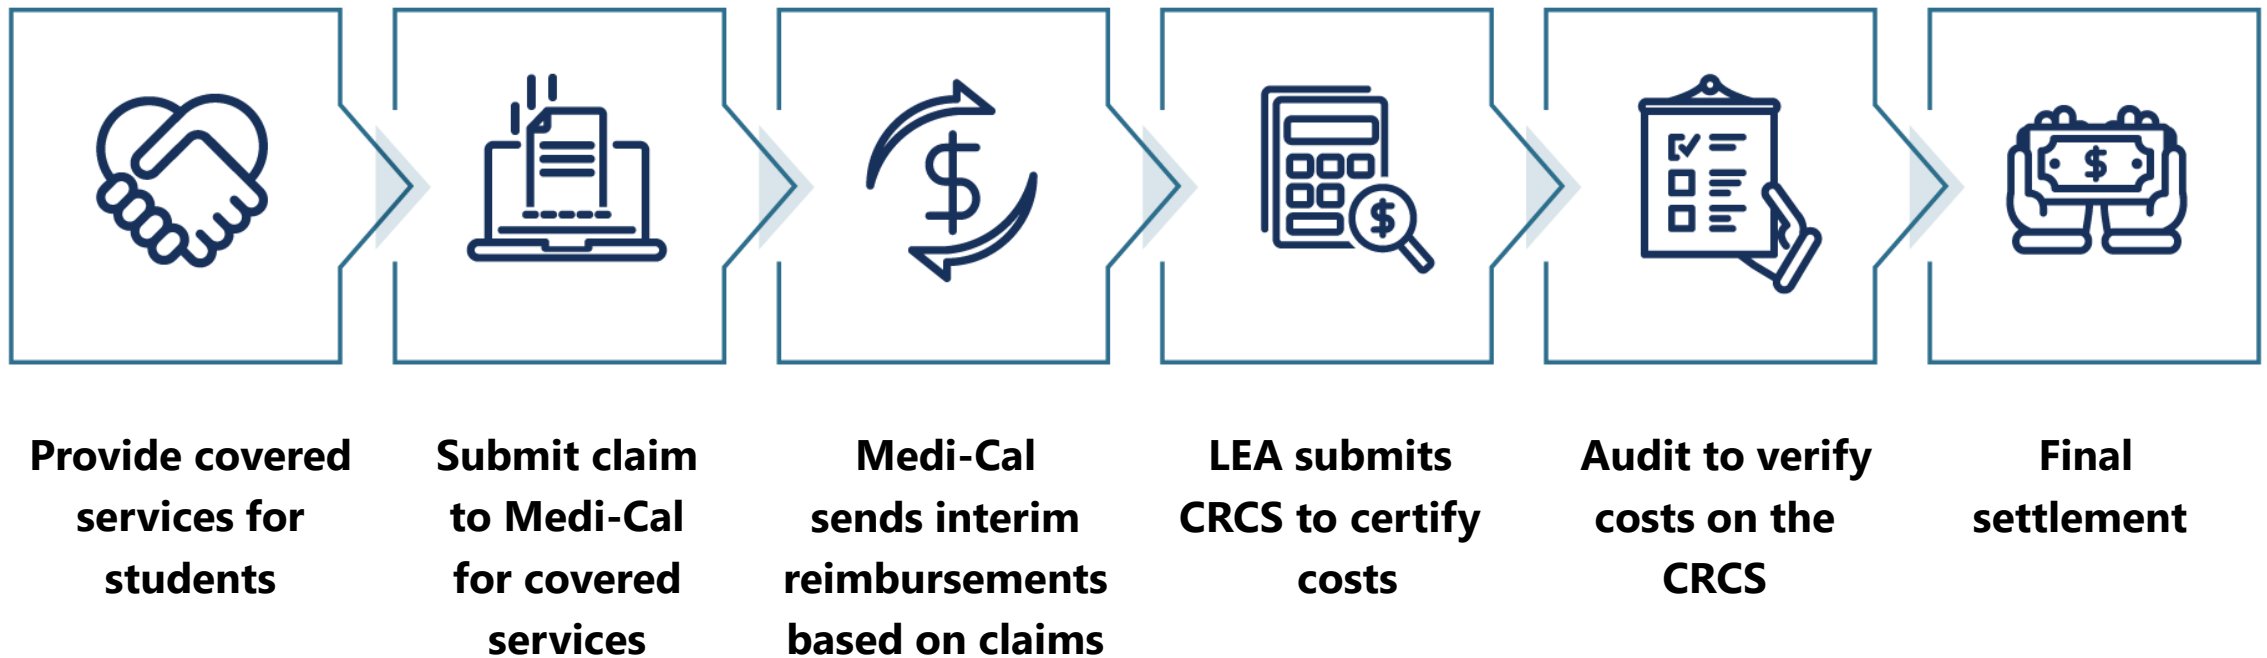 Provide covered
services for
students
Submit claim
to Medi-Cal
for covered
services
Medi-Cal
sends interim
reimbursements
based on claims
LEA submits
CRCS to certify
costs
Audit to verify
costs on the
CRCS
Final
settlement